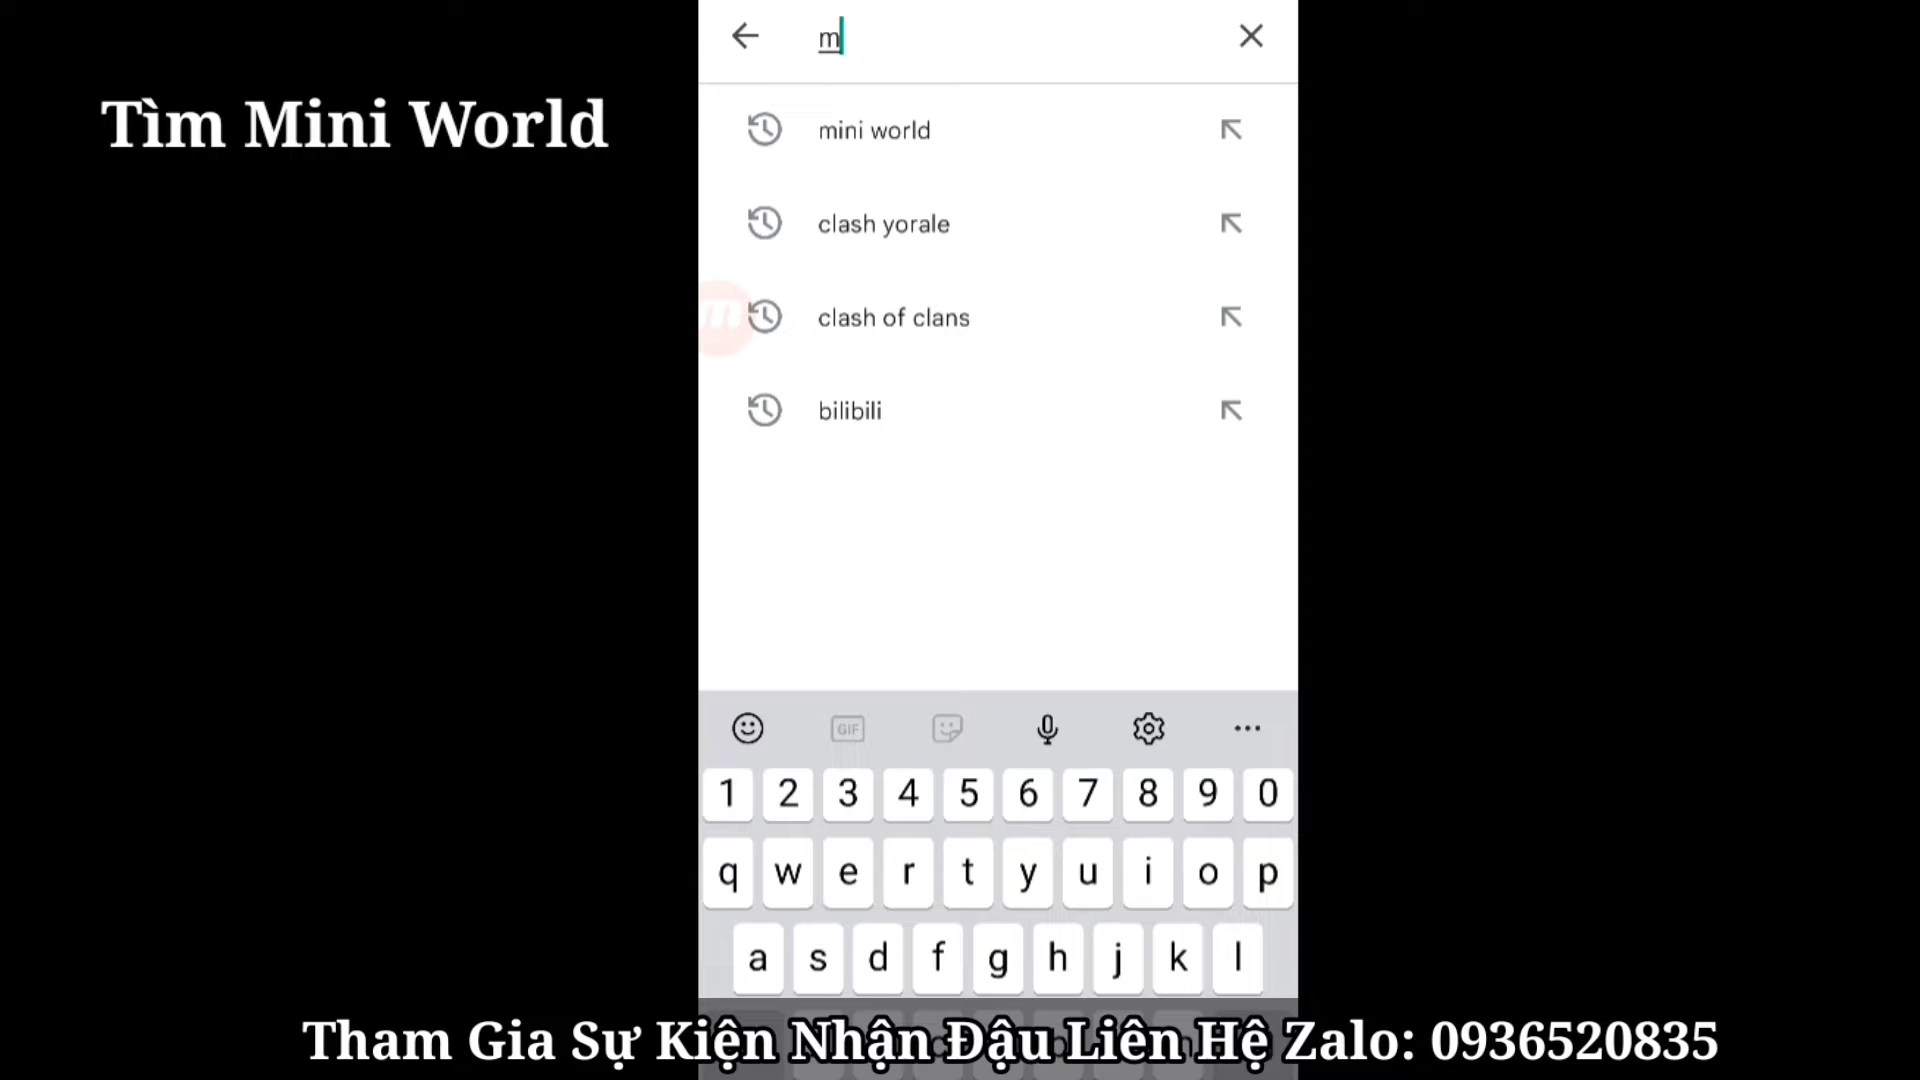 m
Tìm Mini World
mini world
clash yorale
clash of clans
bilibili
GIF
1 2 3 4 5 6 7 8 9 0
q w e r t y u i o p
a s d f g h j k l
Tham Gia Sự Kiện Nhận Đậu Liên Hệ Zalo: 0936520835